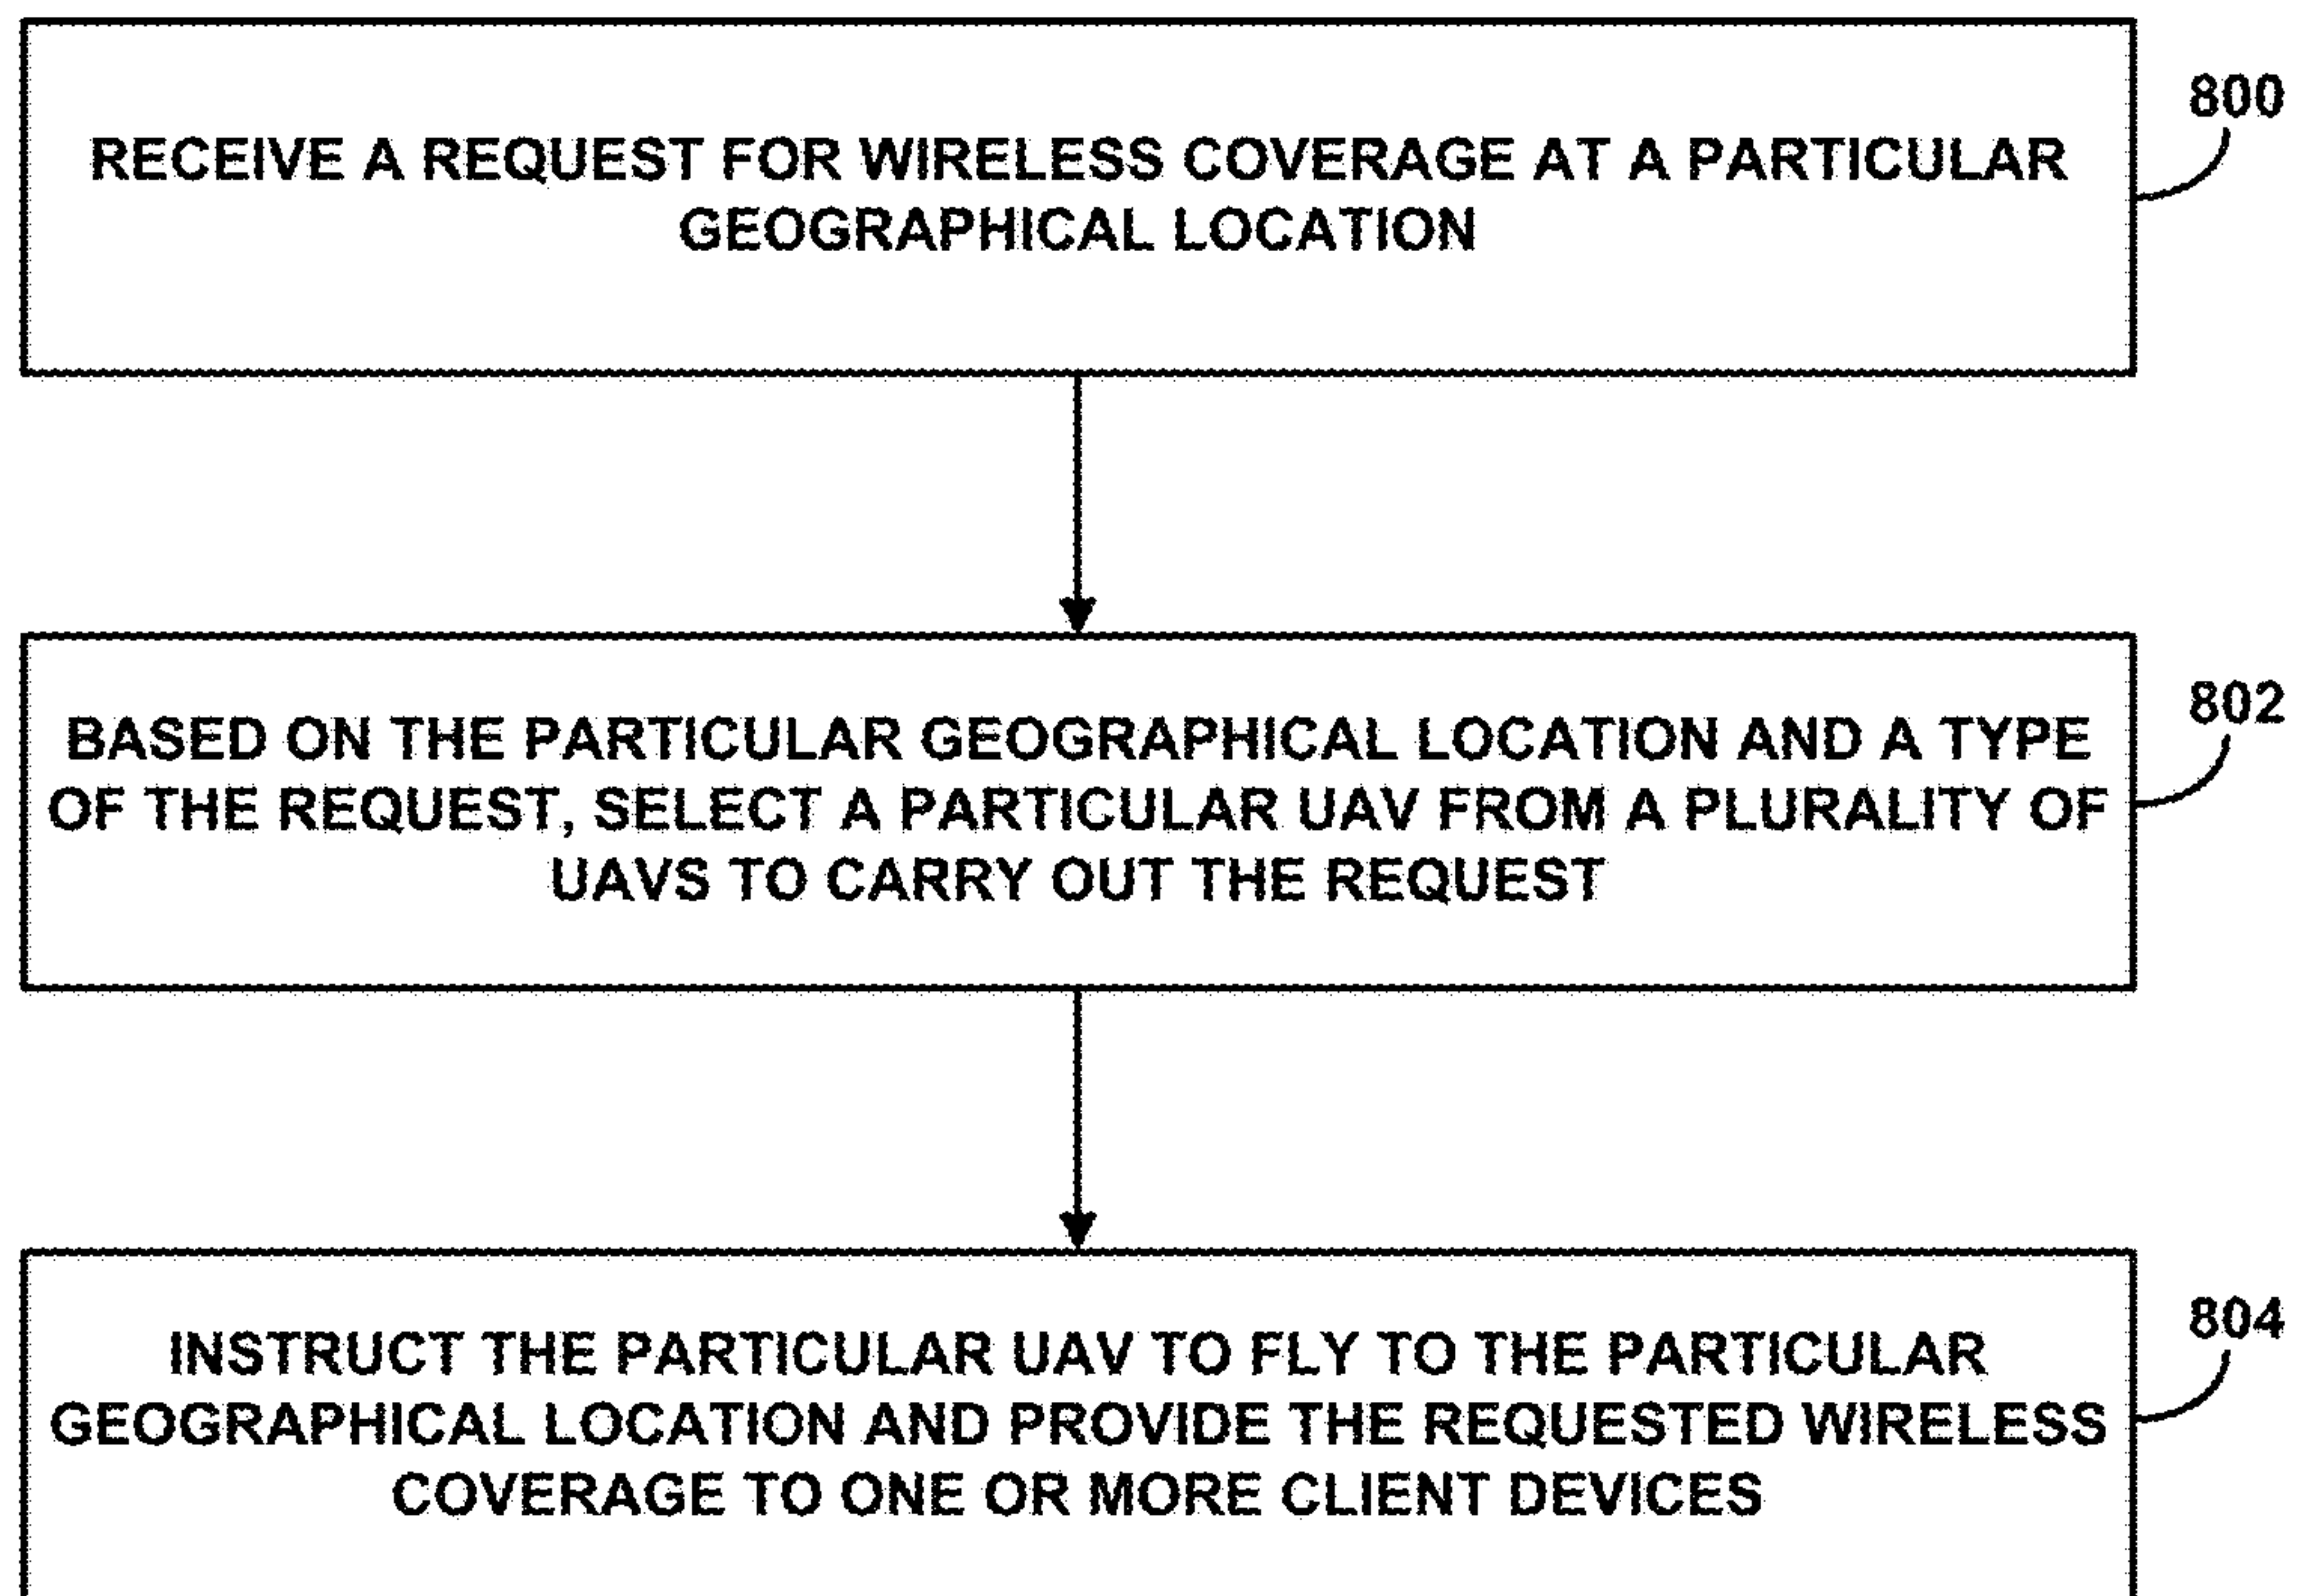 RECEIVE A REQUEST FOR WIRELESS COVERAGE AT A PARTICULAR
GEOGRAPHICAL LOCATION
800
BASED ON THE PARTICULAR GEOGRAPHICAL LOCATION AND A TYPE
OF THE REQUEST, SELECT A PARTICULAR UAV FROM A PLURALITY OF
UAVS TO CARRY OUT THE REQUEST
802
INSTRUCT THE PARTICULAR UAV TO FLY TO THE PARTICULAR
GEOGRAPHICAL LOCATION AND PROVIDE THE REQUESTED WIRELESS
COVERAGE TO ONE OR MORE CLIENT DEVICES
804